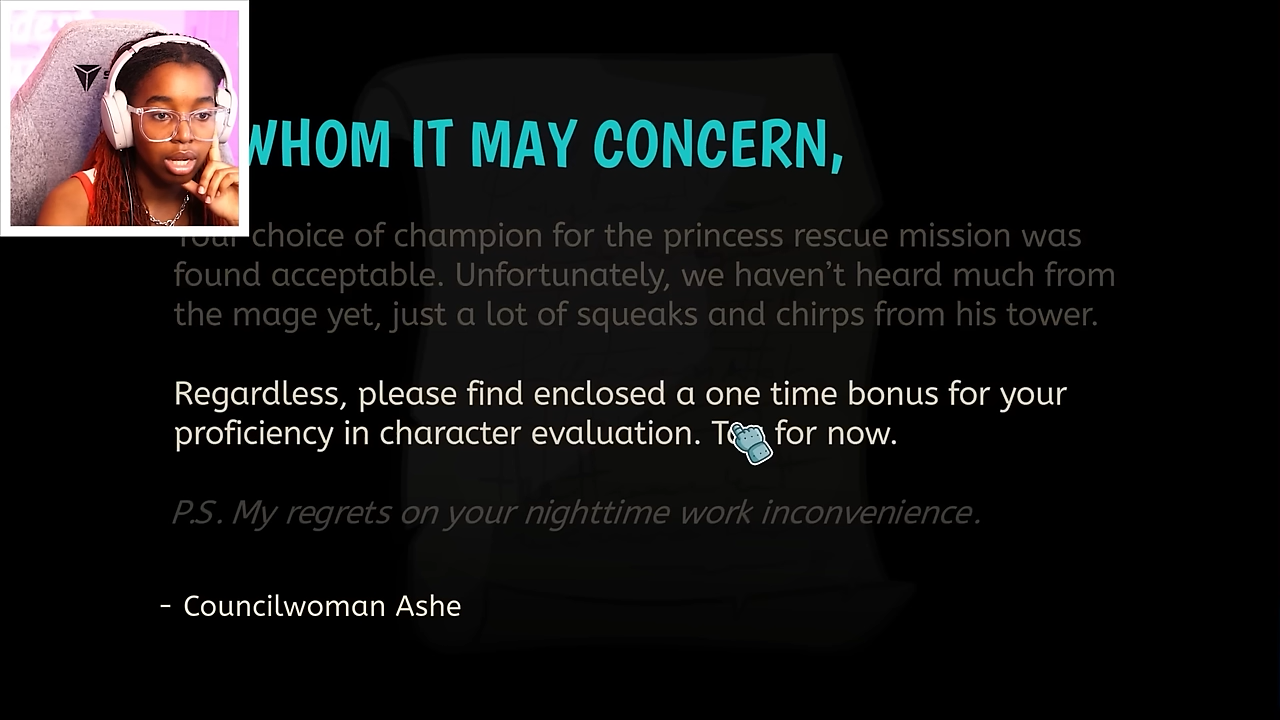 WHOM IT MAY CONCERN,
Your choice of champion for the princess rescue mission was
found acceptable. Unfortunately, we haven't heard much from
the mage yet, just a lot of squeaks and chirps from his tower.
Regardless, please find enclosed a one time bonus for your
proficiency in character evaluation. for now.
P.S. My regrets on your nighttime work inconvenience.
- Councilwoman Ashe